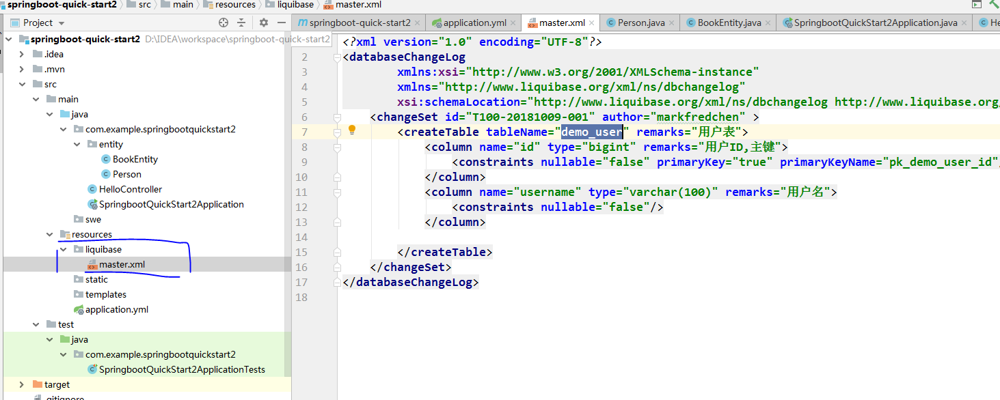 springboot-quick-start2 src main resources liquibase master.xml
Project
springboot-quick-start2 application.yml master.xml Person.java BookEntity.java SpringbootQuickStart2Application.java
springboot-quick-start2 D:\IDEA\workspace\springboot-quick-start2
.idea
.mvn
src
main
java
com.example.springbootquickstart2
entity
BookEntity
Person
HelloController
SpringbootQuickStart2Application
swe
resources
liquibase
master.xml
static
templates
application.yml
test
java
com.example.springbootquickstart2
SpringbootQuickStart2ApplicationTests
target
.gitignore
<?xml version="1.0" encoding="UTF-8"?>
2 <databaseChangeLog
3 xmlns:xsi="http://www.w3.org/2001/XMLSchema-instance"
4 xmlns="http://www.liquibase.org/xml/ns/dbchangelog"
5 xsi:schemaLocation="http://www.liquibase.org/xml/ns/dbchangelog http://www.liquibase.org.
6 <changeSet id="T100-20181009-001" author="markfredchen" >
7 <createTable tableName="demo_user" remarks="用户表">
8 <column name="id" type="bigint" remarks="用户ID,主键">
9 <constraints nullable="false" primaryKey="true" primaryKeyName="pk_demo_user_id"
10 </column>
11 <column name="username" type="varchar(100)" remarks="用户名">
12 <constraints nullable="false"/>
13 </column>
14
15 </createTable>
16 </changeSet>
17 </databaseChangeLog>
18